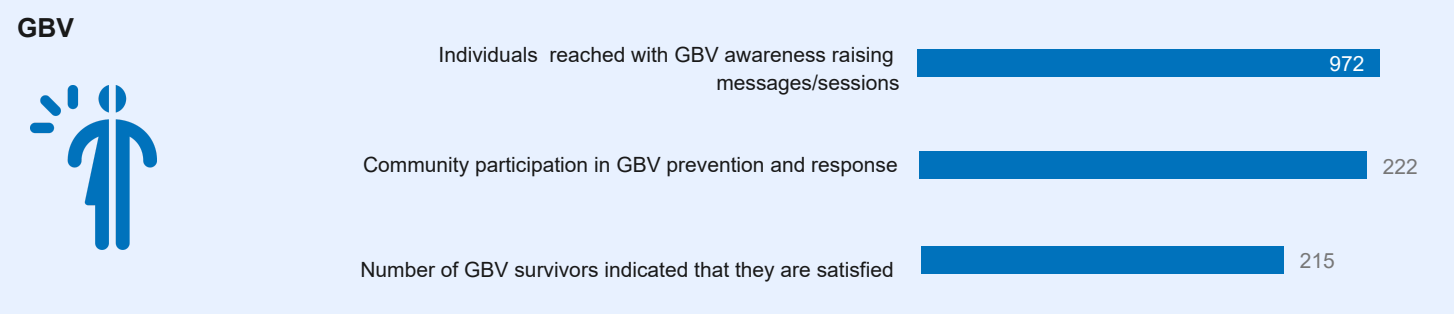 GBV
Individuals  reached with GBV awareness raising
messages/sessions
972
Community participation in GBV prevention and response
222
Number of GBV survivors indicated that they are satisfied
215